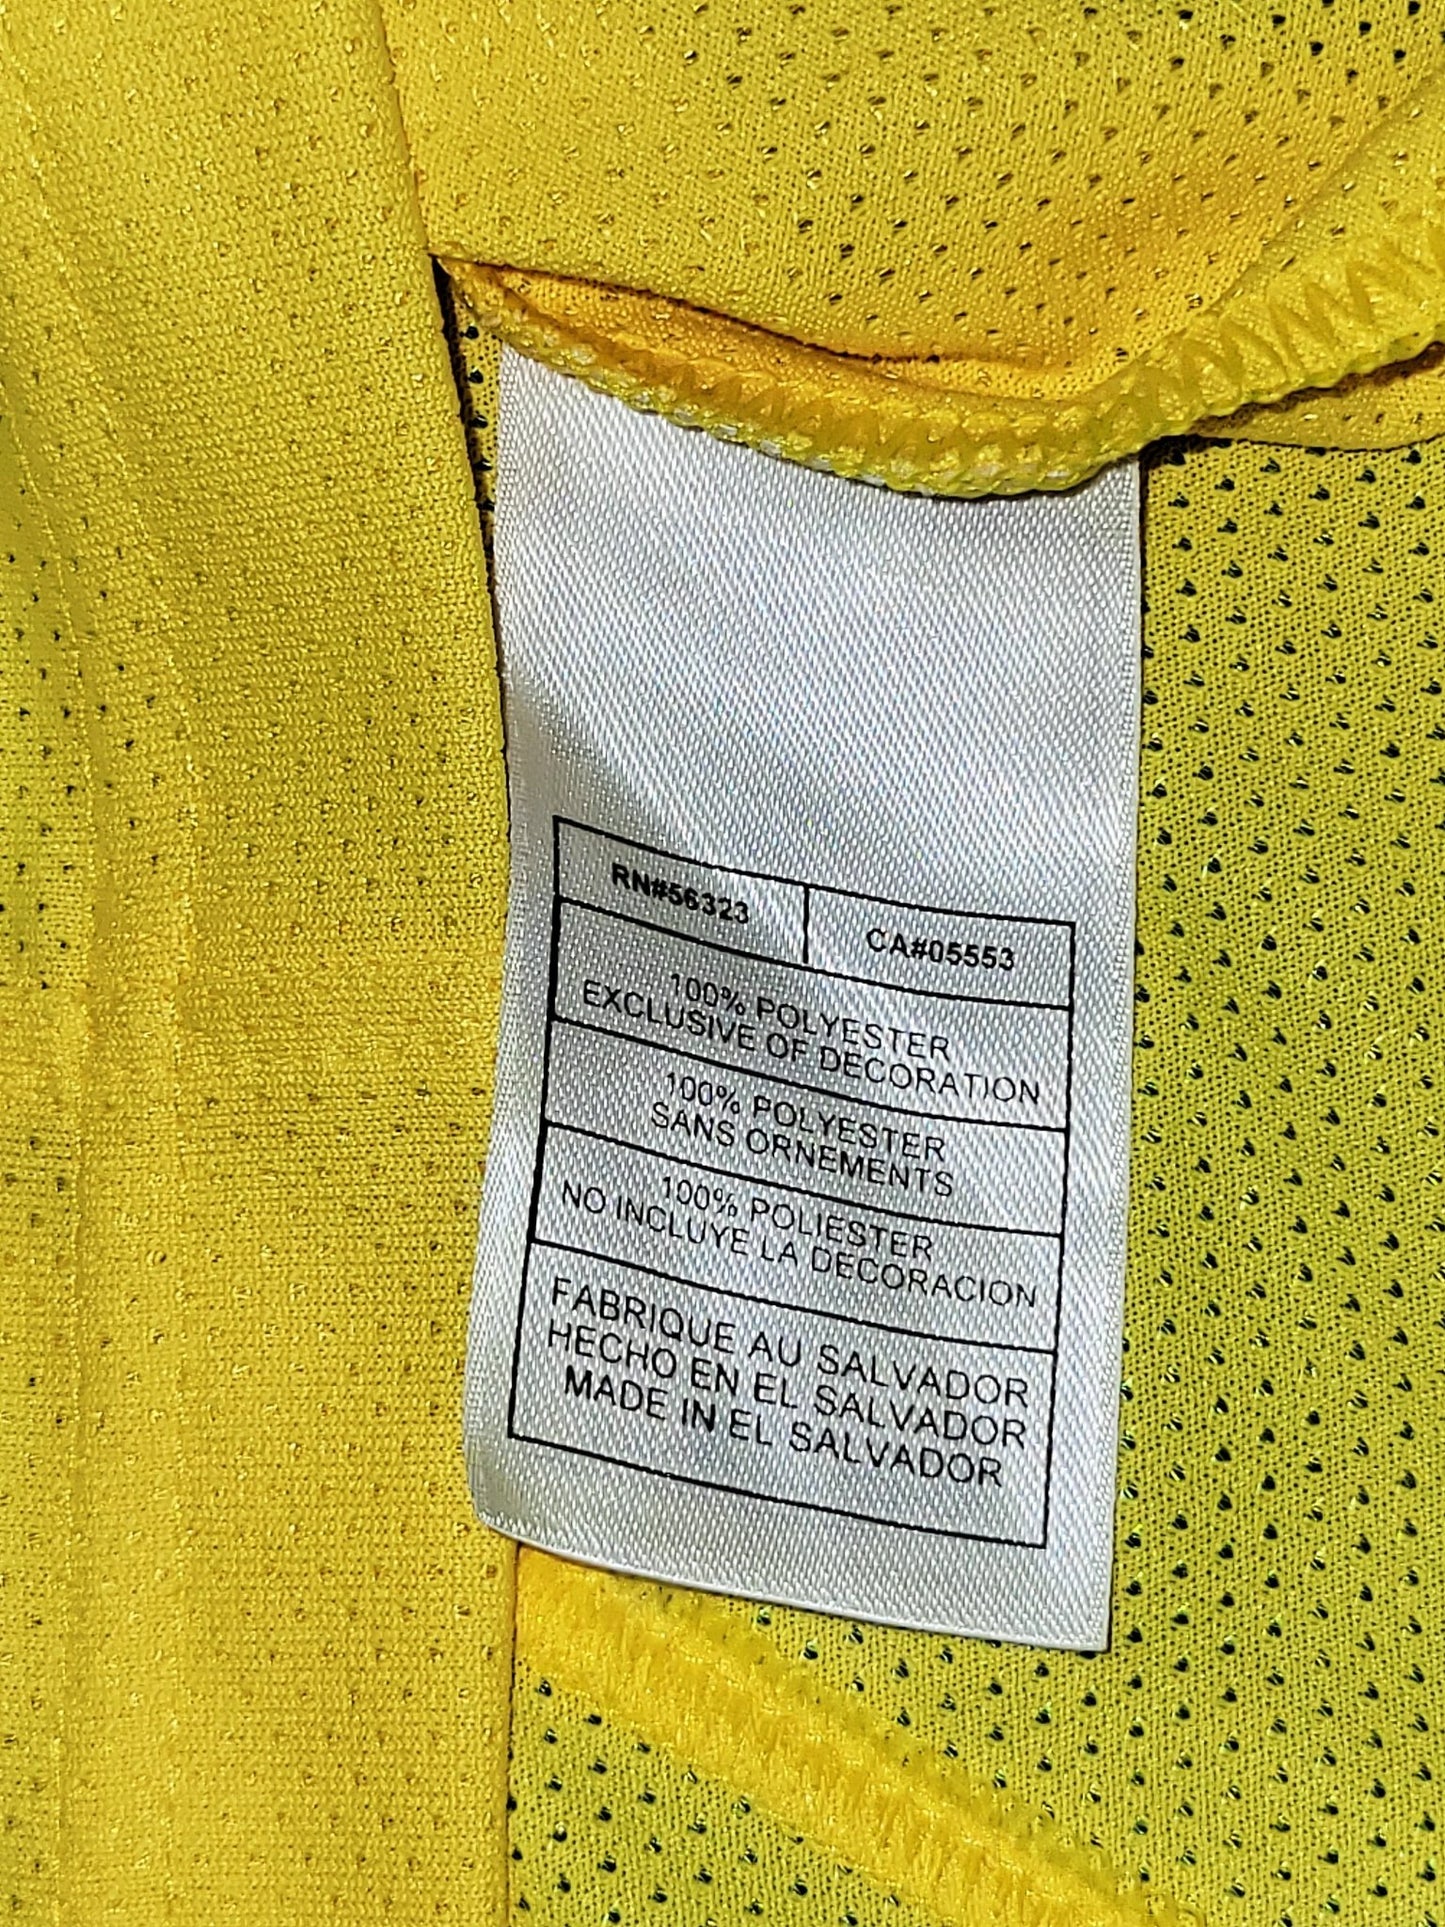 RN#56323 CA#05553
100% POLYESTER
EXCLUSIVE OF DECORATION
100% POLYESTER
SANS ORNEMENTS
100% POLIESTER
NO INCLUYE LA DECORACION
FABRIQUE AU SALVADOR
HECHO EN EL SALVADOR
MADE IN EL SALVADOR